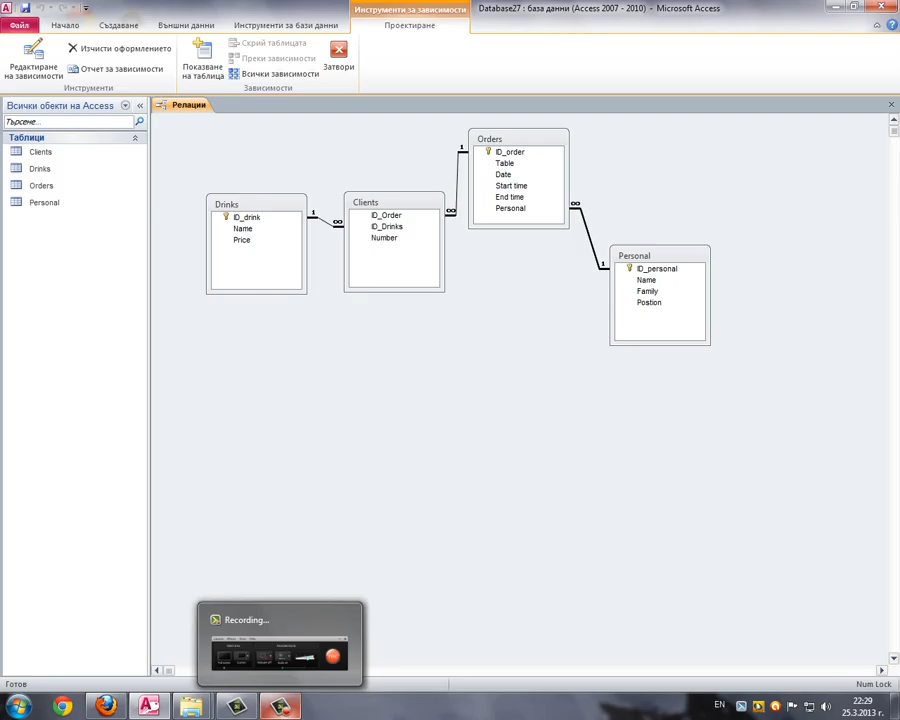 Инструменти за зависимости
Database27 : база данни (Access 2007 - 2010) - Microsoft Access
Файл
Начало
Създаване
Външни данни
Инструменти за бази данни
Проектиране
Редактиране на зависимости
Изчисти оформлението
Отчет за зависимости
Инструменти
Показване на таблица
Скрий таблицата
Преки зависимости
Всички зависимости
Затвори
Зависимости
Всички обекти на Access
Търсене...
Таблици
Clients
Drinks
Orders
Personal
Релации
Drinks
ID_drink
Name
Price
1
∞
Clients
ID_Order
ID_Drinks
Number
1
∞
Orders
ID_order
Table
Date
Start time
End time
Personal
∞
1
Personal
ID_personal
Name
Family
Postion
Recording...
Готов
Num Lock
EN
22:29
25.3.2013 г.